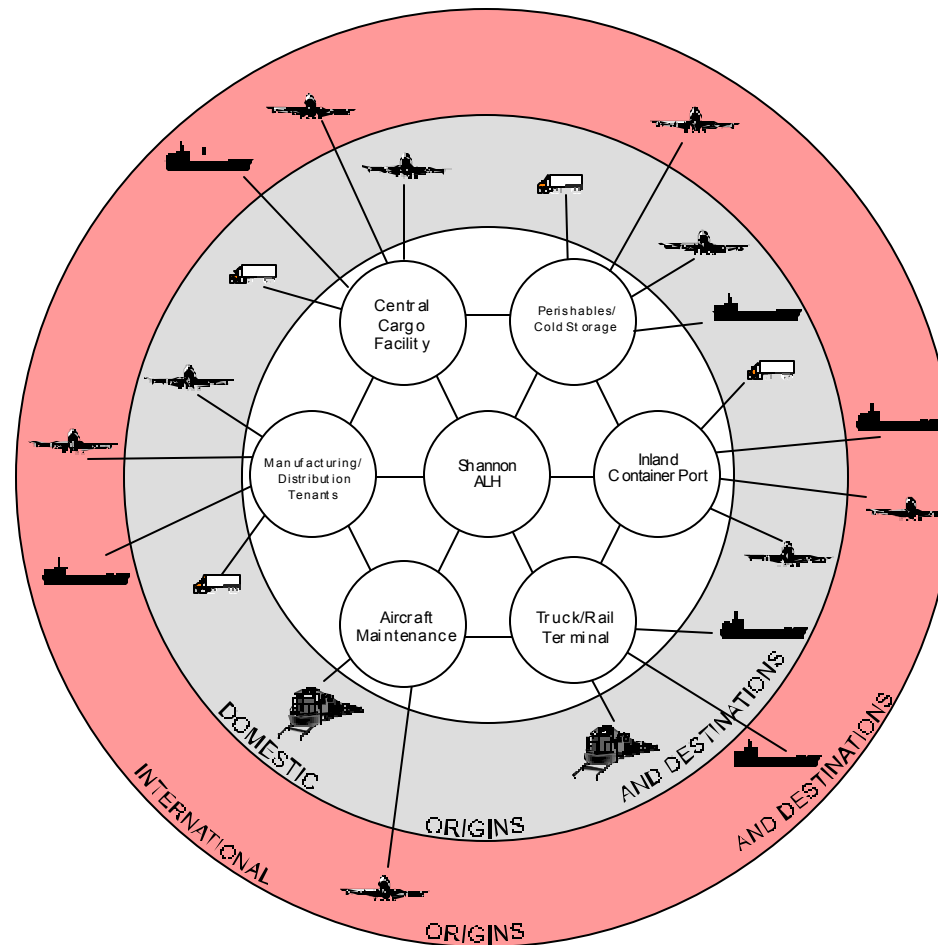 Central
Cargo
Facility
Perishables/
Cold Storage
Manufacturing/
Distribution
Tenants
Shannon
ALH
Inland
Container Port
Aircraft
Maintenance
Truck/Rail
Terminal
DOMESTIC
ORIGINS
AND DESTINATIONS
INTERNATIONAL
ORIGINS
AND DESTINATIONS